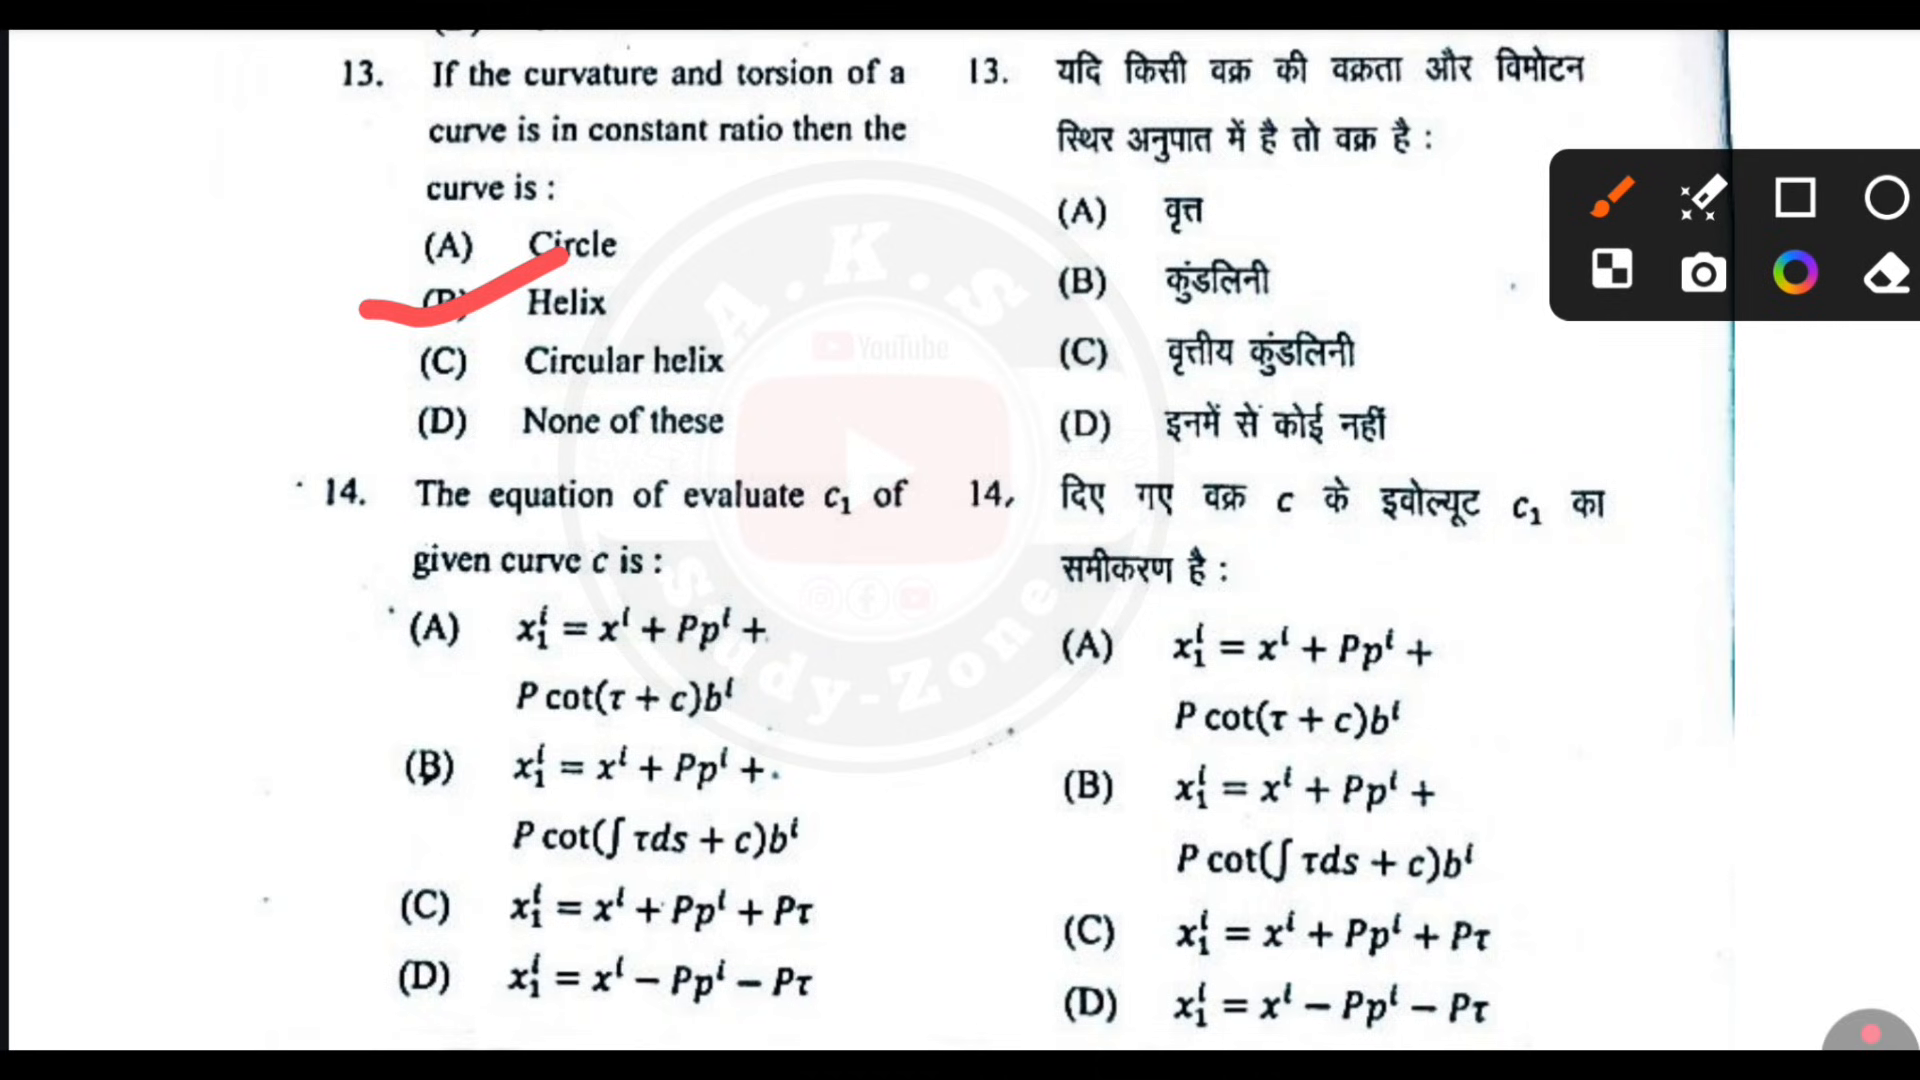 13. If the curvature and torsion of a
curve is in constant ratio then the
curve is :
(A) Circle
(B) Helix
(C) Circular helix
(D) None of these
14. The equation of evaluate c₁ of
given curve c is :
(A) x₁ⁱ = xⁱ + Ppⁱ +
P cot(τ + c)bⁱ
(B) x₁ⁱ = xⁱ + Ppⁱ +
P cot(∫ τds + c)bⁱ
(C) x₁ⁱ = xⁱ + Ppⁱ + Pτ
(D) x₁ⁱ = xⁱ − Ppⁱ − Pτ
13. यदि किसी वक्र की वक्रता और विमोटन
स्थिर अनुपात में है तो वक्र है :
(A) वृत्त
(B) कुंडलिनी
(C) वृत्तीय कुंडलिनी
(D) इनमें से कोई नहीं
14. दिए गए वक्र c के इवोल्यूट c₁ का
समीकरण है :
(A) x₁ⁱ = xⁱ + Ppⁱ +
P cot(τ + c)bⁱ
(B) x₁ⁱ = xⁱ + Ppⁱ +
P cot(∫ τds + c)bⁱ
(C) x₁ⁱ = xⁱ + Ppⁱ + Pτ
(D) x₁ⁱ = xⁱ − Ppⁱ − Pτ
A.K.S
YouTube
Study-Zone